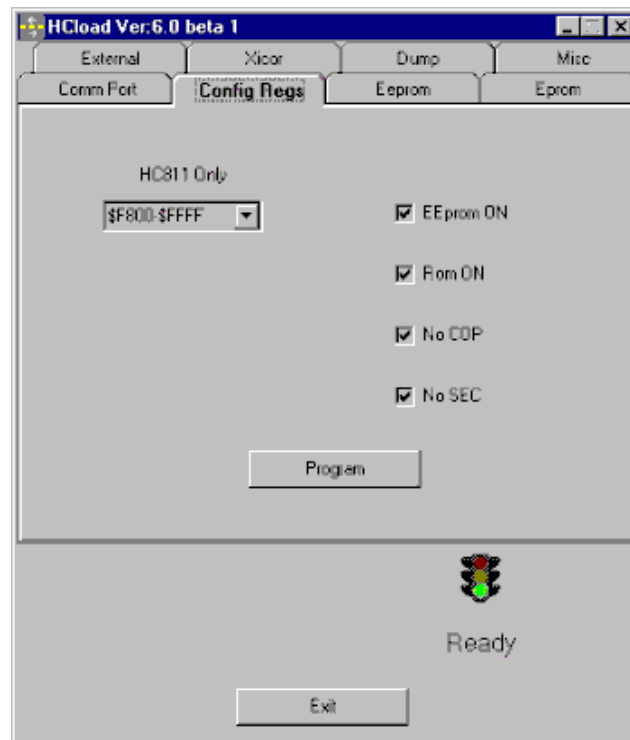 HCload Ver:6.0 beta 1
External Xicor Dump Misc
Comm Port Config Regs Eeprom Eprom
HC811 Only
$F800-$FFFF
EEprom ON
Rom ON
No COP
No SEC
Program
Ready
Exit